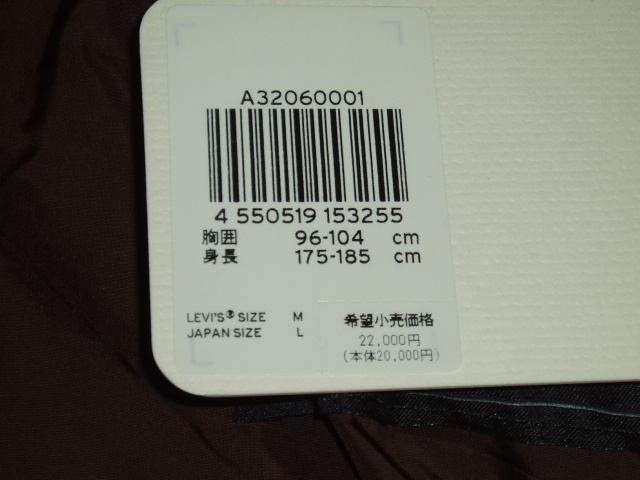 A32060001
4 550519 153255
胸囲 96-104 cm
身長 175-185 cm
LEVI'S® SIZE M
JAPAN SIZE L
希望小売価格
22,000円
(本体20,000円)